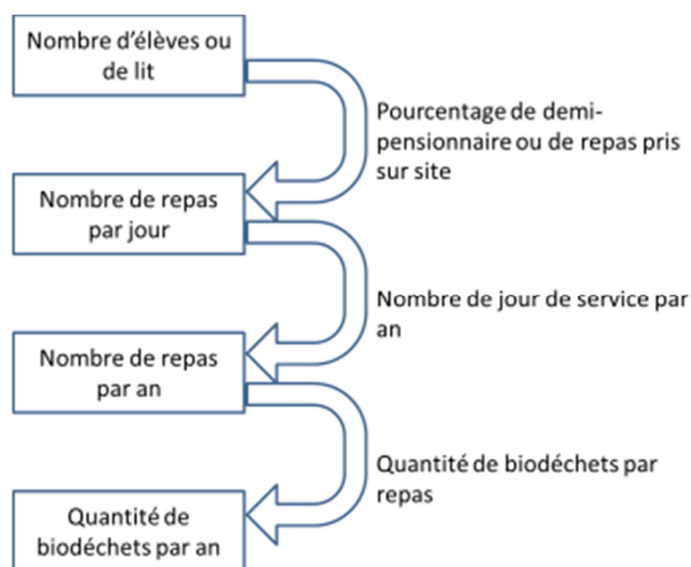 Nombre d'élèves ou
de lit
Pourcentage de demi-
pensionnaire ou de repas pris
sur site
Nombre de repas
par jour
Nombre de jour de service par
an
Nombre de repas
par an
Quantité de biodéchets par
repas
Quantité de
biodéchets par an